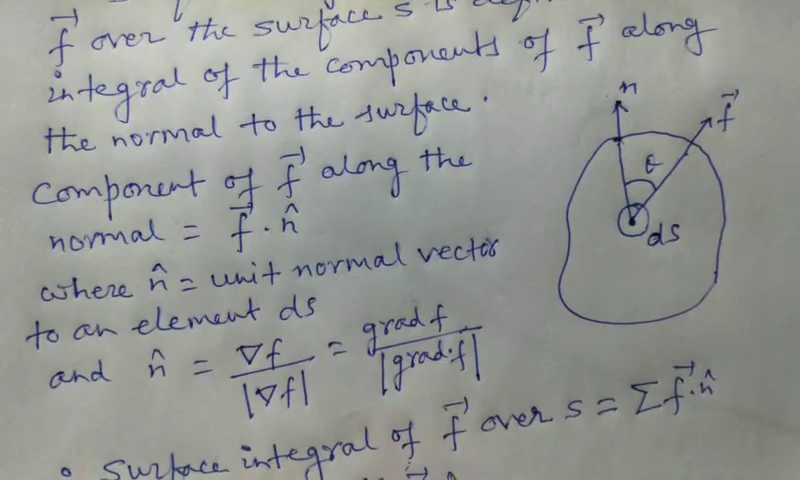 f⃗ over the surface s is
integral of the components of f⃗ along
the normal to the surface.
n
f⃗
component of f⃗ along the
θ
normal = f⃗ · n̂
ds
where n̂ = unit normal vector
to an element ds
and n̂ = ∇f / |∇f| = grad f / |grad·f|
Surface integral of f⃗ over s = Σ f⃗·n̂